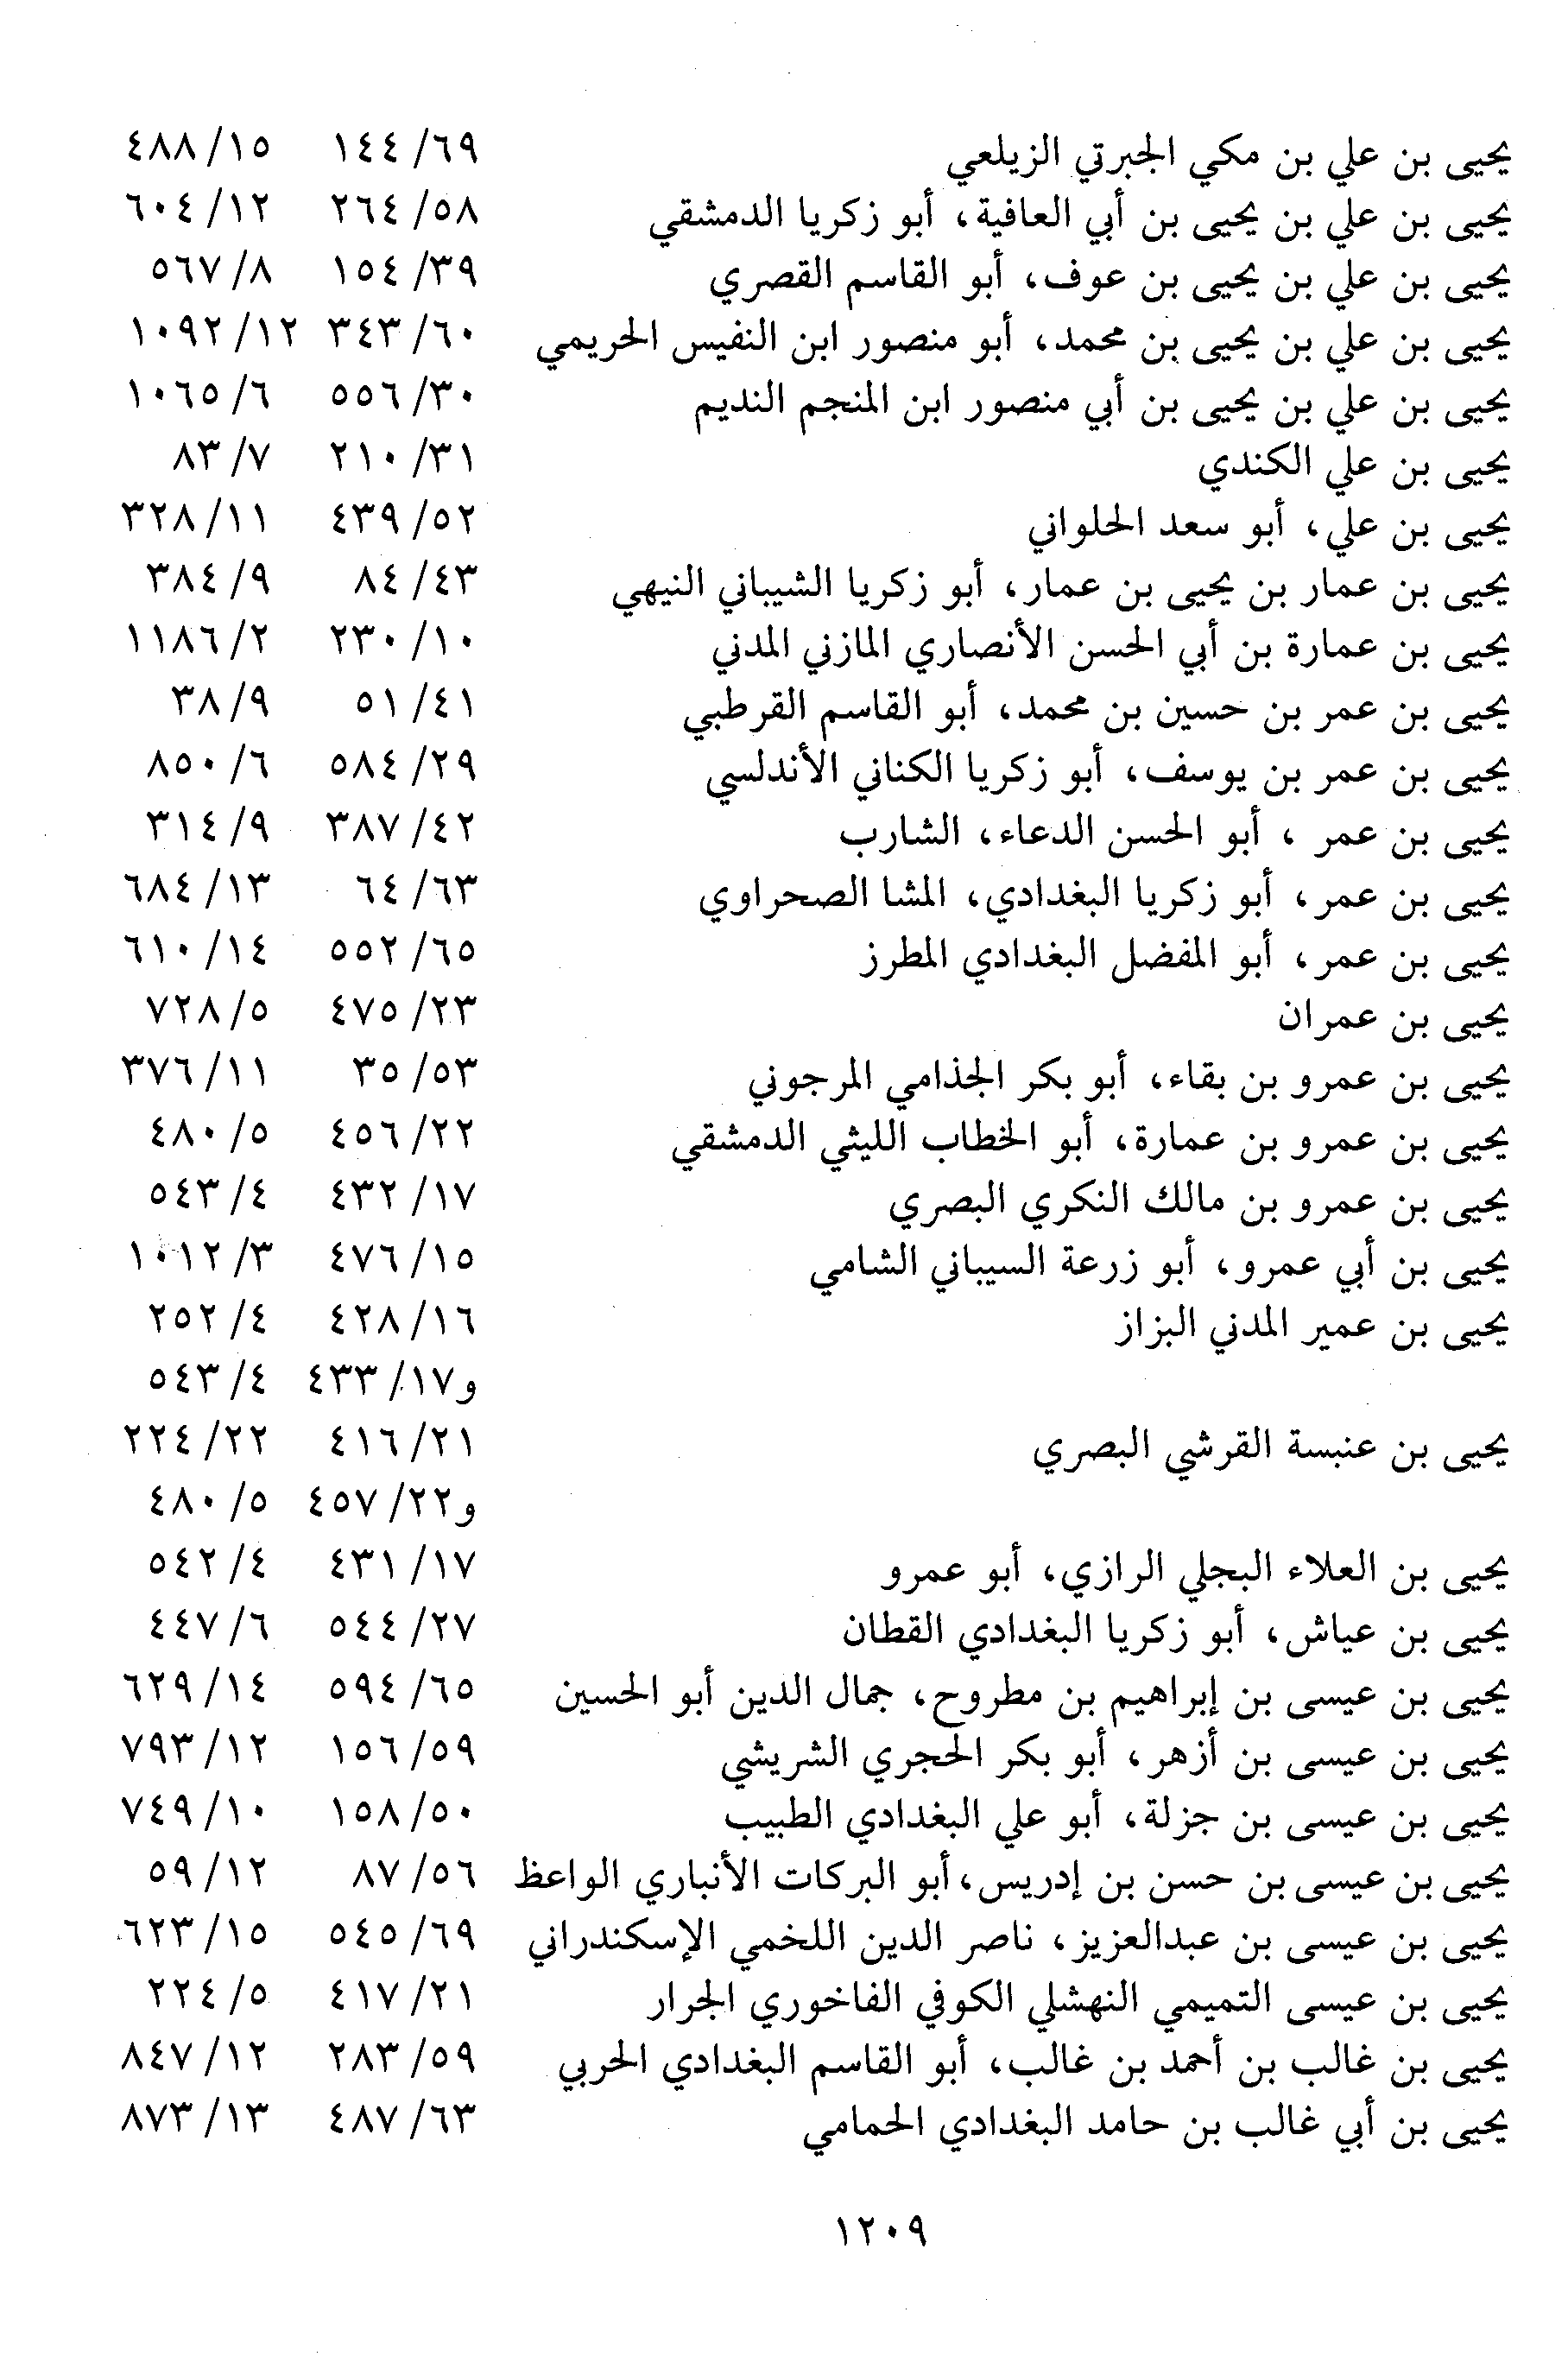 يحيى بن علي بن مكي الجبرتي الزيلعي ٦٩/ ١٤٤ ١٥/ ٤٨٨
يحيى بن علي بن يحيى بن أبي العافية، أبو زكريا الدمشقي ٥٨/ ٢٦٤ ١٢/ ٦٠٤
يحيى بن علي بن يحيى بن عوف، أبو القاسم القصري ٣٩/ ١٥٤ ٨/ ٥٦٧
يحيى بن علي بن يحيى بن محمد، أبو منصور ابن النفيس الحريمي ٦٠/ ٣٤٣ ١٢/ ١٠٩٢
يحيى بن علي بن يحيى بن أبي منصور ابن المنجم النديم ٣٠/ ٥٥٦ ٦/ ١٠٦٥
يحيى بن علي الكندي ٣١/ ٢١٠ ٧/ ٨٣
يحيى بن علي، أبو سعد الحلواني ٥٢/ ٤٣٩ ١١/ ٣٢٨
يحيى بن عمار بن يحيى بن عمار، أبو زكريا الشيباني النيهي ٤٣/ ٨٤ ٩/ ٣٨٤
يحيى بن عمارة بن أبي الحسن الأنصاري المازني المدني ١٠/ ٢٣٠ ٢/ ١١٨٦
يحيى بن عمر بن حسين بن محمد، أبو القاسم القرطبي ٤١/ ٥١ ٩/ ٣٨
يحيى بن عمر بن يوسف، أبو زكريا الكناني الأندلسي ٢٩/ ٥٨٤ ٦/ ٨٥٠
يحيى بن عمر ، أبو الحسن الدعاء، الشارب ٤٢/ ٣٨٧ ٩/ ٣١٤
يحيى بن عمر، أبو زكريا البغدادي، المشا الصحراوي ٦٣/ ٦٤ ١٣/ ٦٨٤
يحيى بن عمر، أبو المفضل البغدادي المطرز ٦٥/ ٥٥٢ ١٤/ ٦١٠
يحيى بن عمران ٢٣/ ٤٧٥ ٥/ ٧٢٨
يحيى بن عمرو بن بقاء، أبو بكر الجذامي المرجوني ٥٣/ ٣٥ ١١/ ٣٧٦
يحيى بن عمرو بن عمارة، أبو الخطاب الليثي الدمشقي ٢٢/ ٤٥٦ ٥/ ٤٨٠
يحيى بن عمرو بن مالك النكري البصري ١٧/ ٤٣٢ ٤/ ٥٤٣
يحيى بن أبي عمرو، أبو زرعة السيباني الشامي ١٥/ ٤٧٦ ٣/ ١٠١٢
يحيى بن عمير المدني البزاز ١٦/ ٤٢٨ ٤/ ٢٥٢
و١٧/ ٤٣٣ ٤/ ٥٤٣
يحيى بن عنبسة القرشي البصري ٢١/ ٤١٦ ٢٢/ ٢٢٤
و٢٢/ ٤٥٧ ٥/ ٤٨٠
يحيى بن العلاء البجلي الرازي، أبو عمرو ١٧/ ٤٣١ ٤/ ٥٤٢
يحيى بن عياش، أبو زكريا البغدادي القطان ٢٧/ ٥٤٤ ٦/ ٤٤٧
يحيى بن عيسى بن إبراهيم بن مطروح، جمال الدين أبو الحسين ٦٥/ ٥٩٤ ١٤/ ٦٢٩
يحيى بن عيسى بن أزهر، أبو بكر الحجري الشريشي ٥٩/ ١٥٦ ١٢/ ٧٩٣
يحيى بن عيسى بن جزلة، أبو علي البغدادي الطبيب ٥٠/ ١٥٨ ١٠/ ٧٤٩
يحيى بن عيسى بن حسن بن إدريس، أبو البركات الأنباري الواعظ ٥٦/ ٨٧ ١٢/ ٥٩
يحيى بن عيسى بن عبدالعزيز، ناصر الدين اللخمي الإسكندراني ٦٩/ ٥٤٥ ١٥/ ٦٢٣
يحيى بن عيسى التميمي النهشلي الكوفي الفاخوري الجرار ٢١/ ٤١٧ ٥/ ٢٢٤
يحيى بن غالب بن أحمد بن غالب، أبو القاسم البغدادي الحربي ٥٩/ ٢٨٣ ١٢/ ٨٤٧
يحيى بن أبي غالب بن حامد البغدادي الحمامي ٦٣/ ٤٨٧ ١٣/ ٨٧٣
١٢٠٩